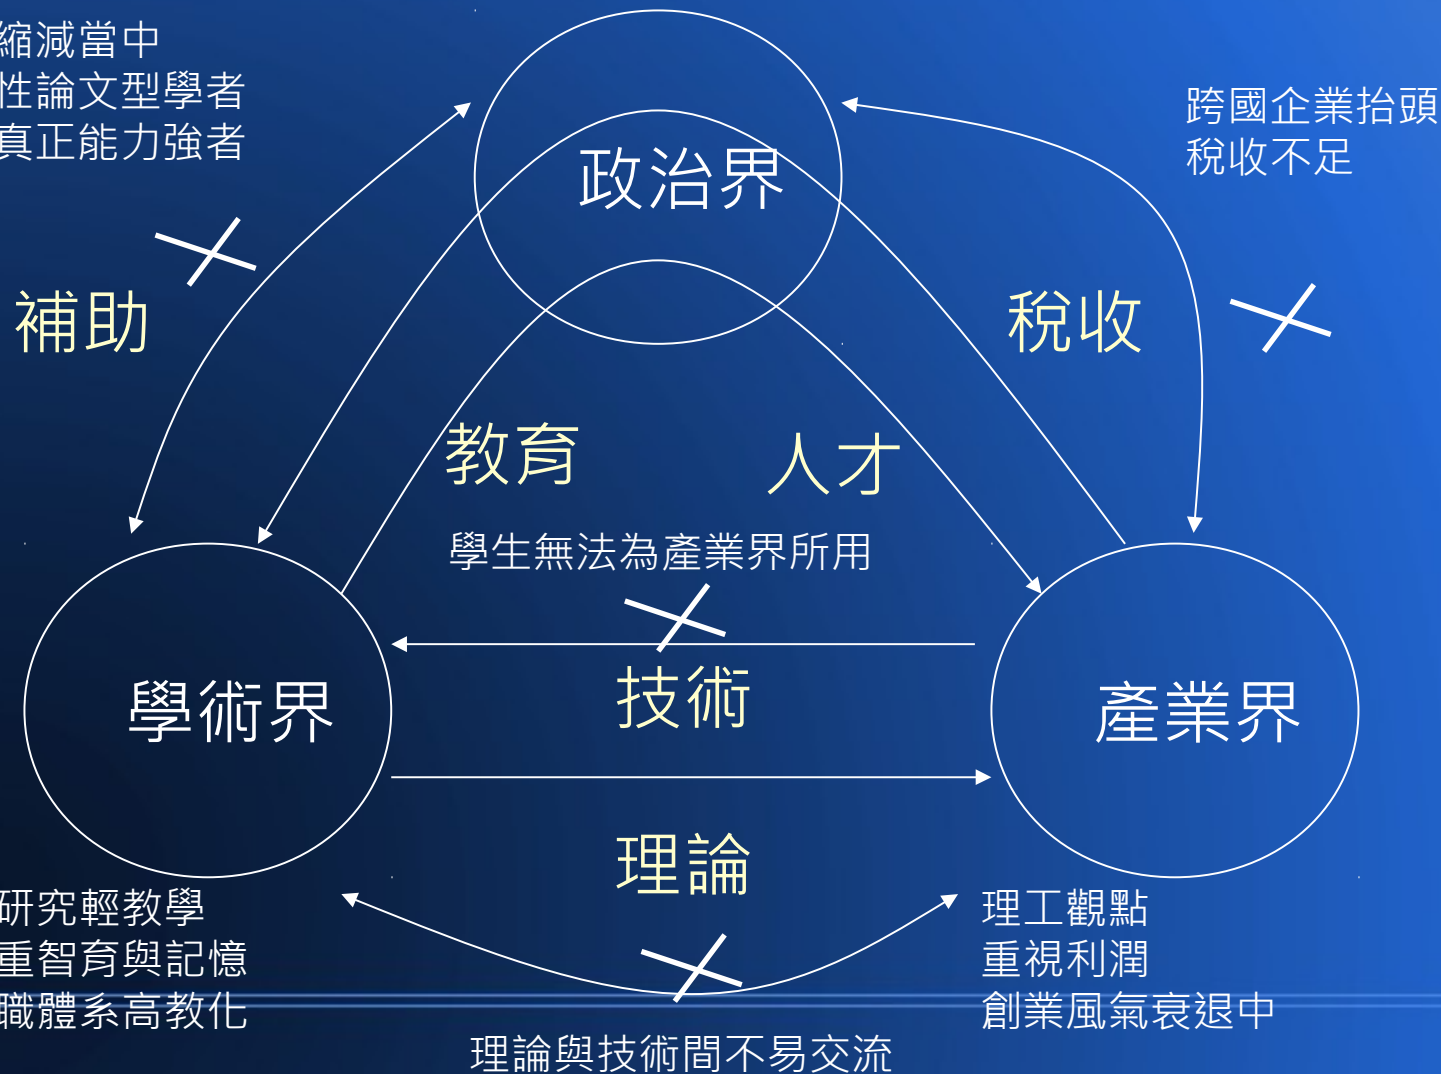 縮減當中
性論文型學者
真正能力強者
跨國企業抬頭
稅收不足
政治界
補助
稅收
教育
人才
學生無法為產業界所用
技術
學術界
產業界
理論
研究輕教學
重智育與記憶
職體系高教化
理工觀點
重視利潤
創業風氣衰退中
理論與技術間不易交流